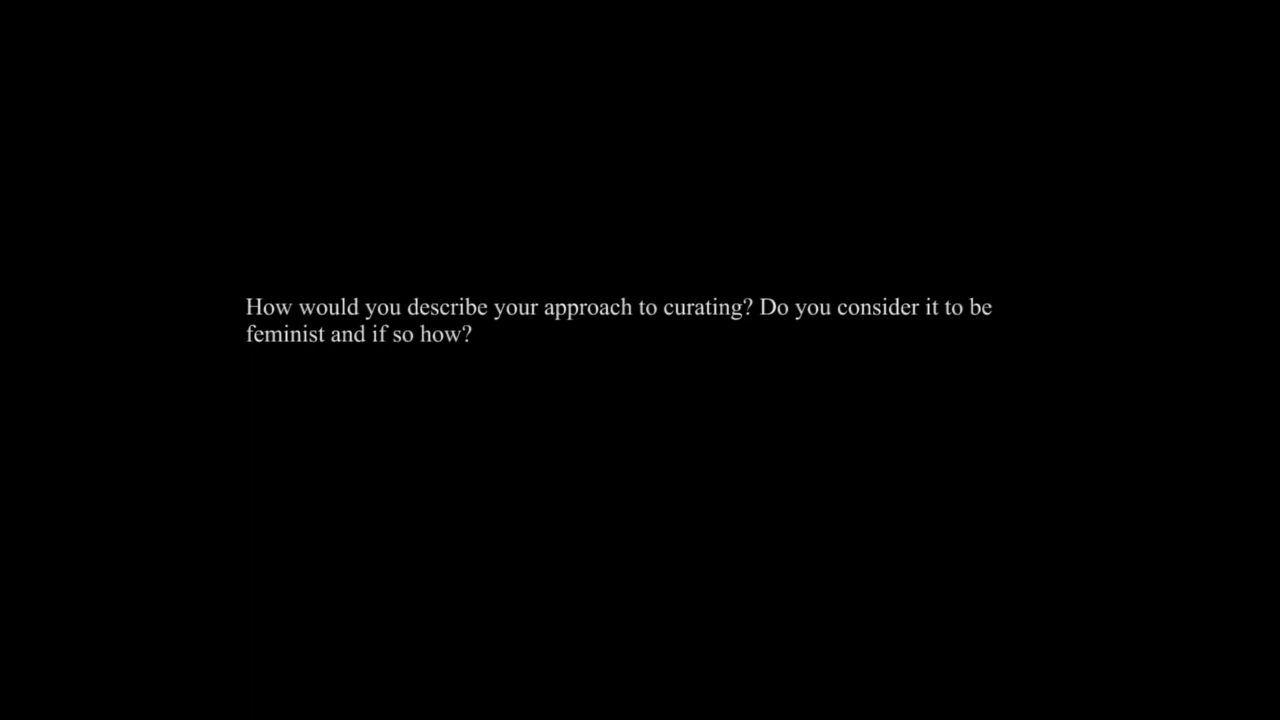 How would you describe your approach to curating? Do you consider it to be
feminist and if so how?